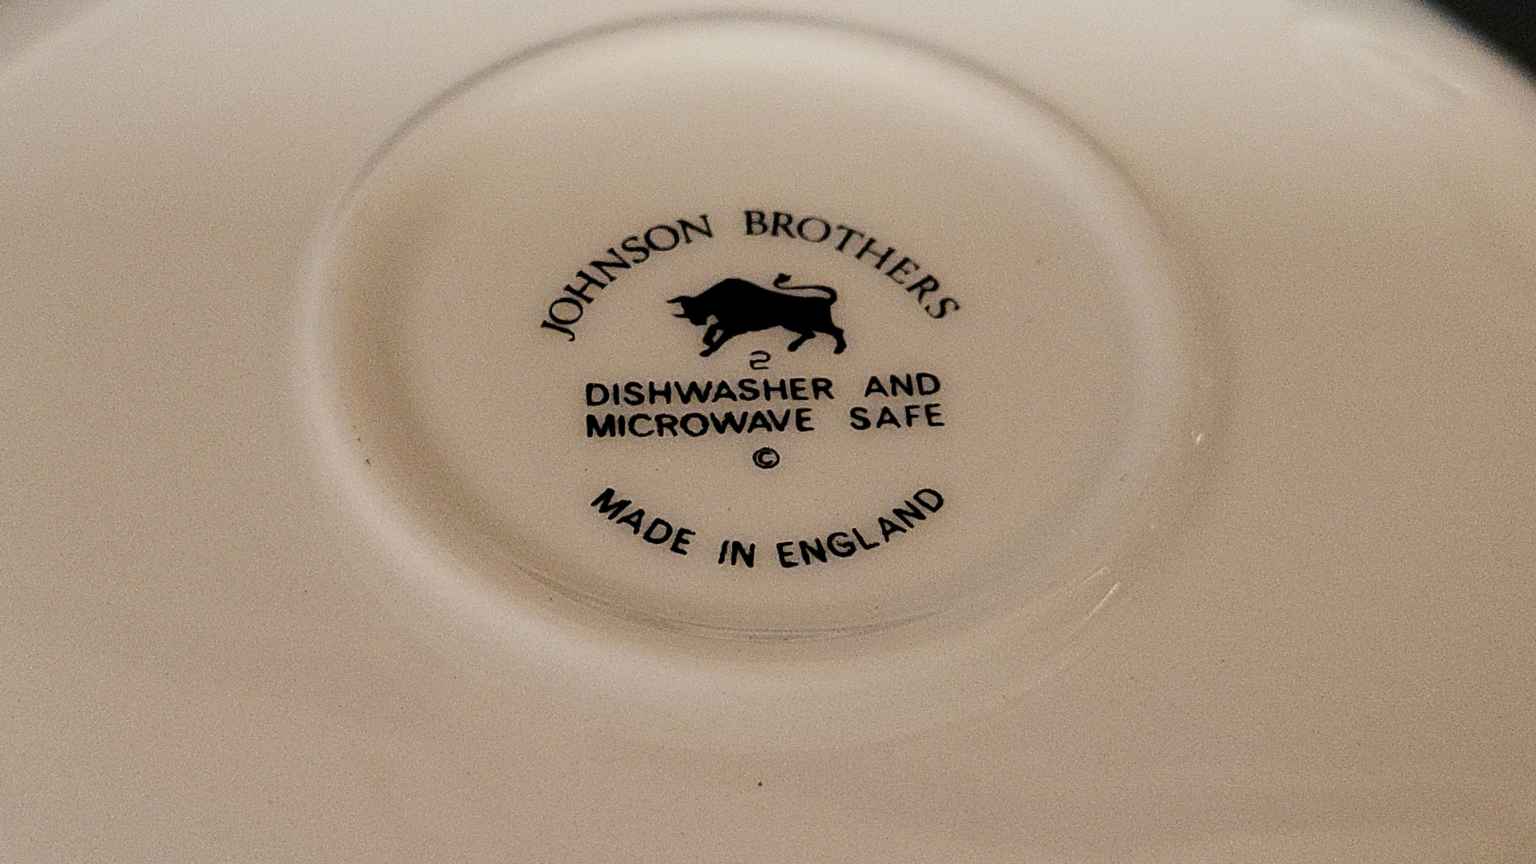 JOHNSON BROTHERS
2
DISHWASHER AND
MICROWAVE SAFE
©
MADE IN ENGLAND